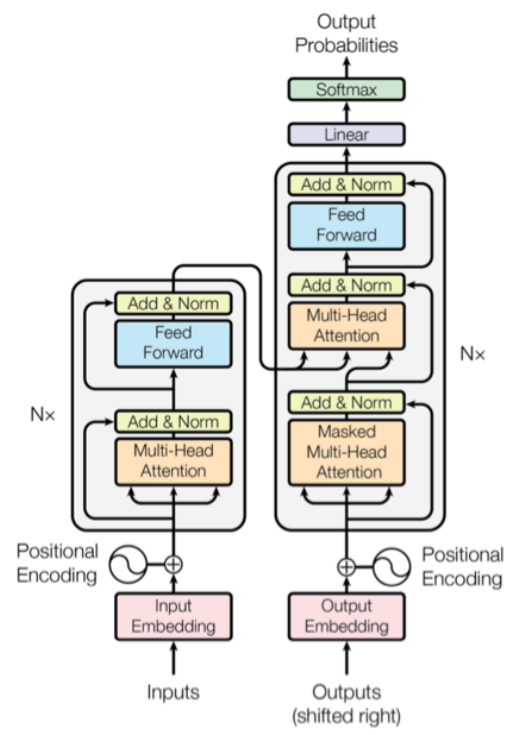 Output
Probabilities
Softmax
Linear
Add & Norm
Feed
Forward
Add & Norm
Multi-Head
Attention
Add & Norm
Masked
Multi-Head
Attention
Nx
Add & Norm
Feed
Forward
Add & Norm
Multi-Head
Attention
N×
Positional
Encoding
Positional
Encoding
Input
Embedding
Output
Embedding
Inputs
Outputs
(shifted right)